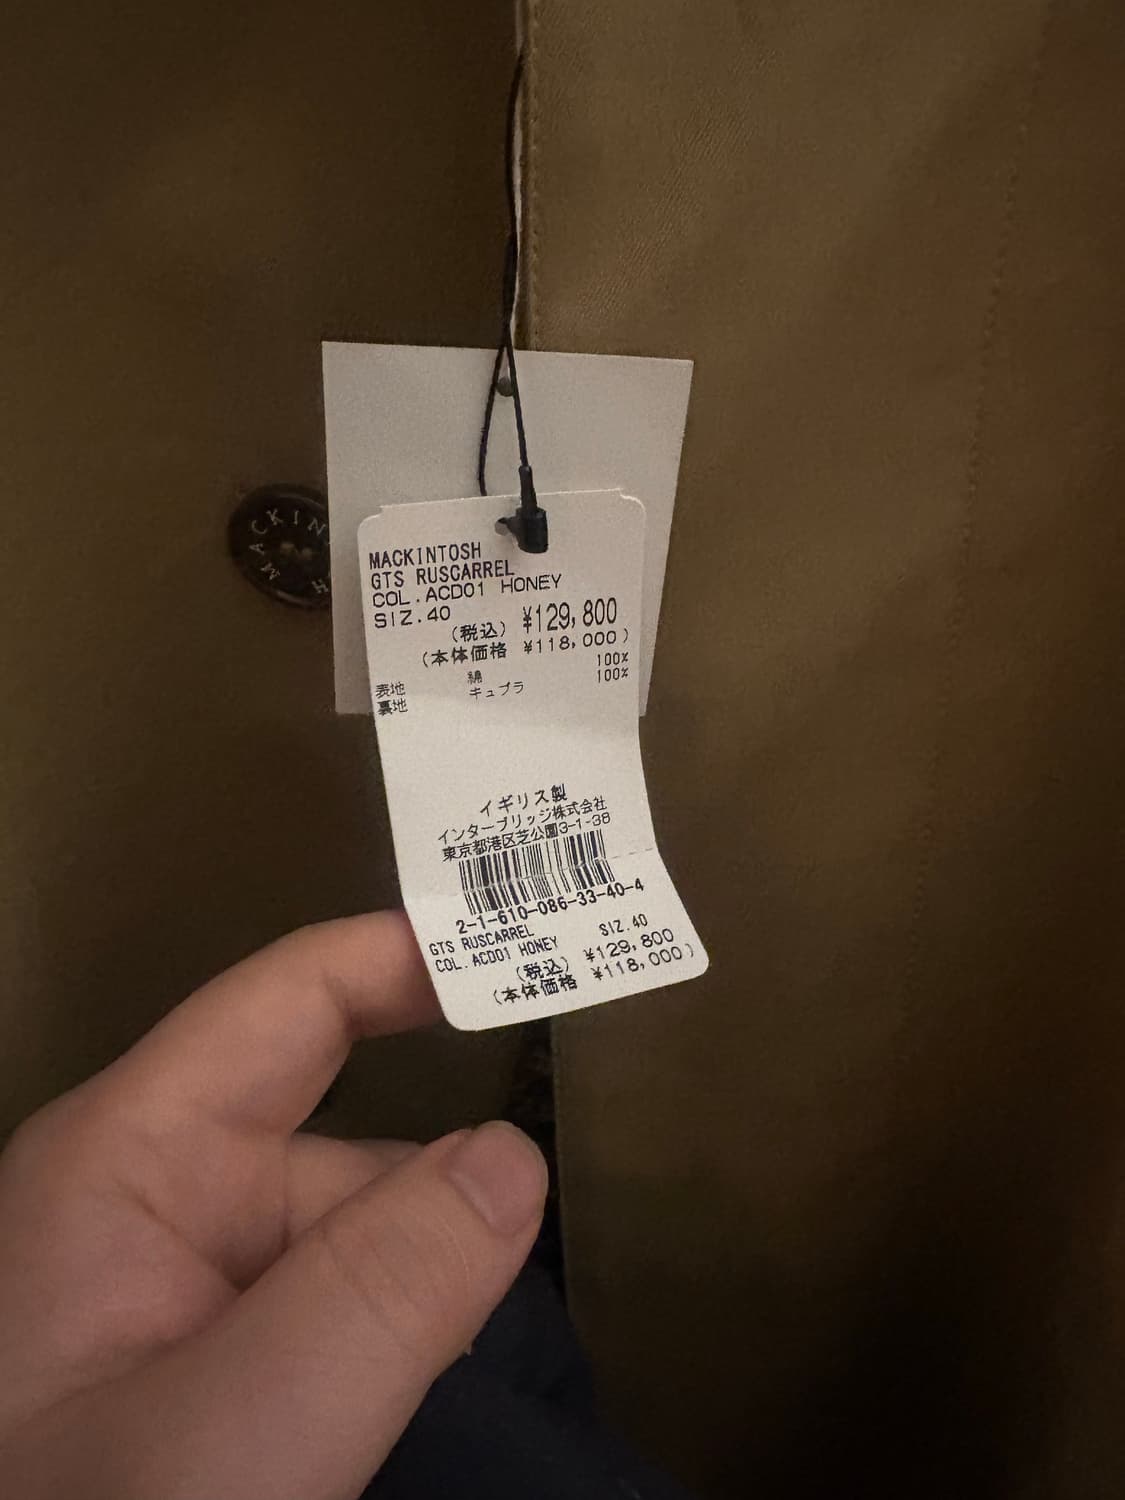 MACKINTOSH
MACKINTOSH
GTS RUSCARREL
COL.ACD01 HONEY
SIZ.40
(税込) ¥129,800
(本体価格 ¥118,000)
表地 綿 100%
裏地 キュプラ 100%
イギリス製
インターブリッジ株式会社
東京都港区芝公園3-1-38
2-1-610-086-33-40-4
GTS RUSCARREL SIZ.40
COL.ACD01 HONEY ¥129,800
(税込)
(本体価格 ¥118,000)